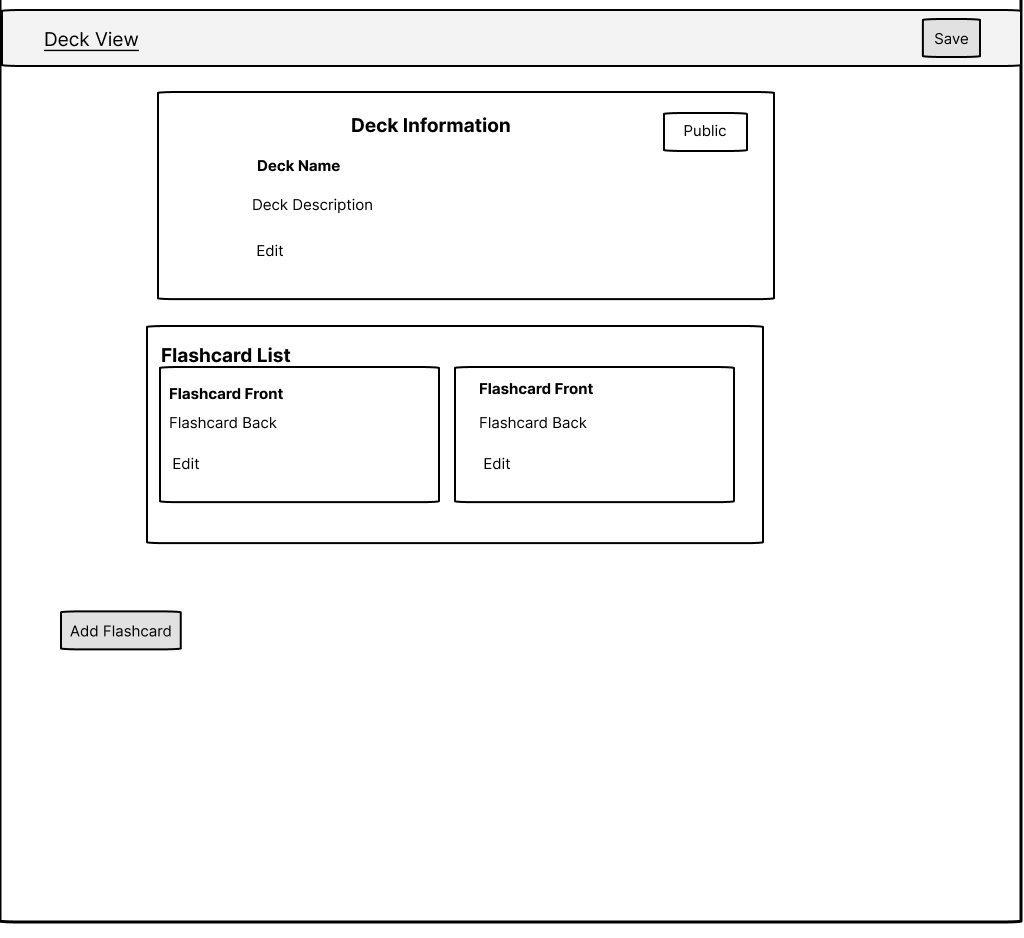 Deck View
Save
Deck Information
Public
Deck Name
Deck Description
Edit
Flashcard List
Flashcard Front
Flashcard Back
Edit
Flashcard Front
Flashcard Back
Edit
Add Flashcard